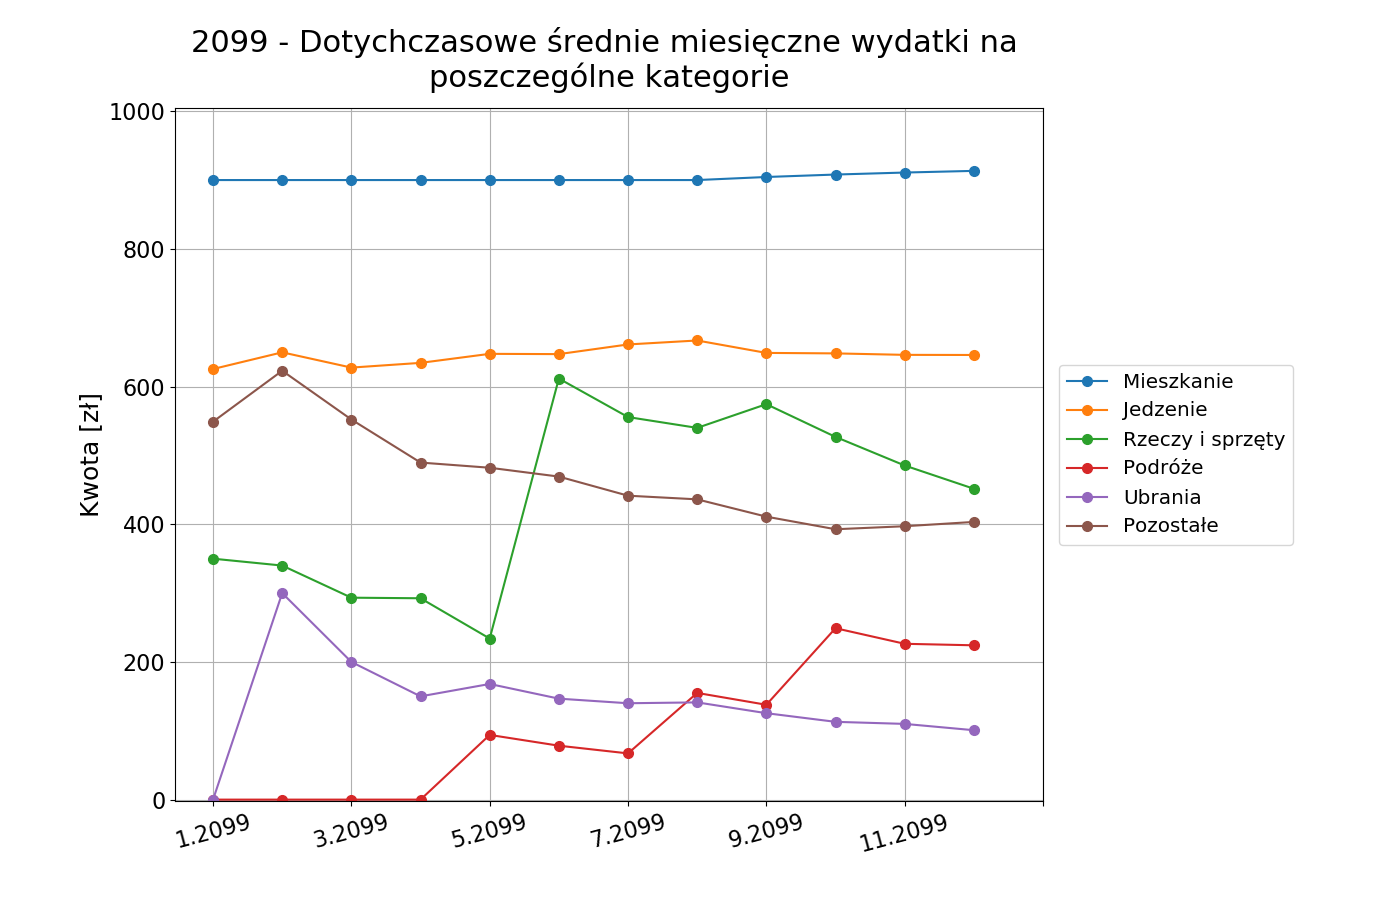 2099 - Dotychczasowe średnie miesięczne wydatki na
poszczególne kategorie
Kwota [zł]
1000
800
600
400
200
0
1.2099
3.2099
5.2099
7.2099
9.2099
11.2099
Mieszkanie
Jedzenie
Rzeczy i sprzęty
Podróże
Ubrania
Pozostałe